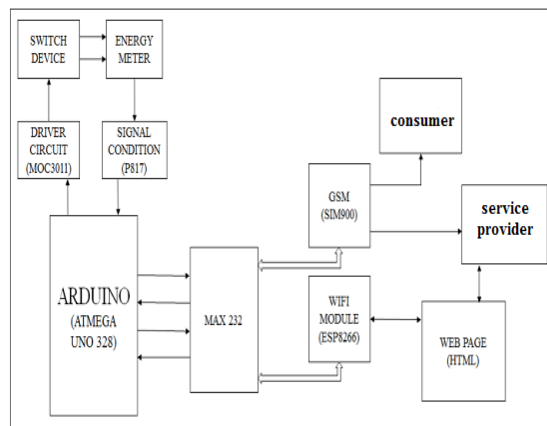 SWITCH
DEVICE
ENERGY
METER
DRIVER
CIRCUIT
(MOC3011)
SIGNAL
CONDITION
(P817)
consumer
GSM
(SIM900)
service
provider
ARDUINO
(ATMEGA
UNO 328)
MAX 232
WIFI
MODULE
(ESP8266)
WEB PAGE
(HTML)